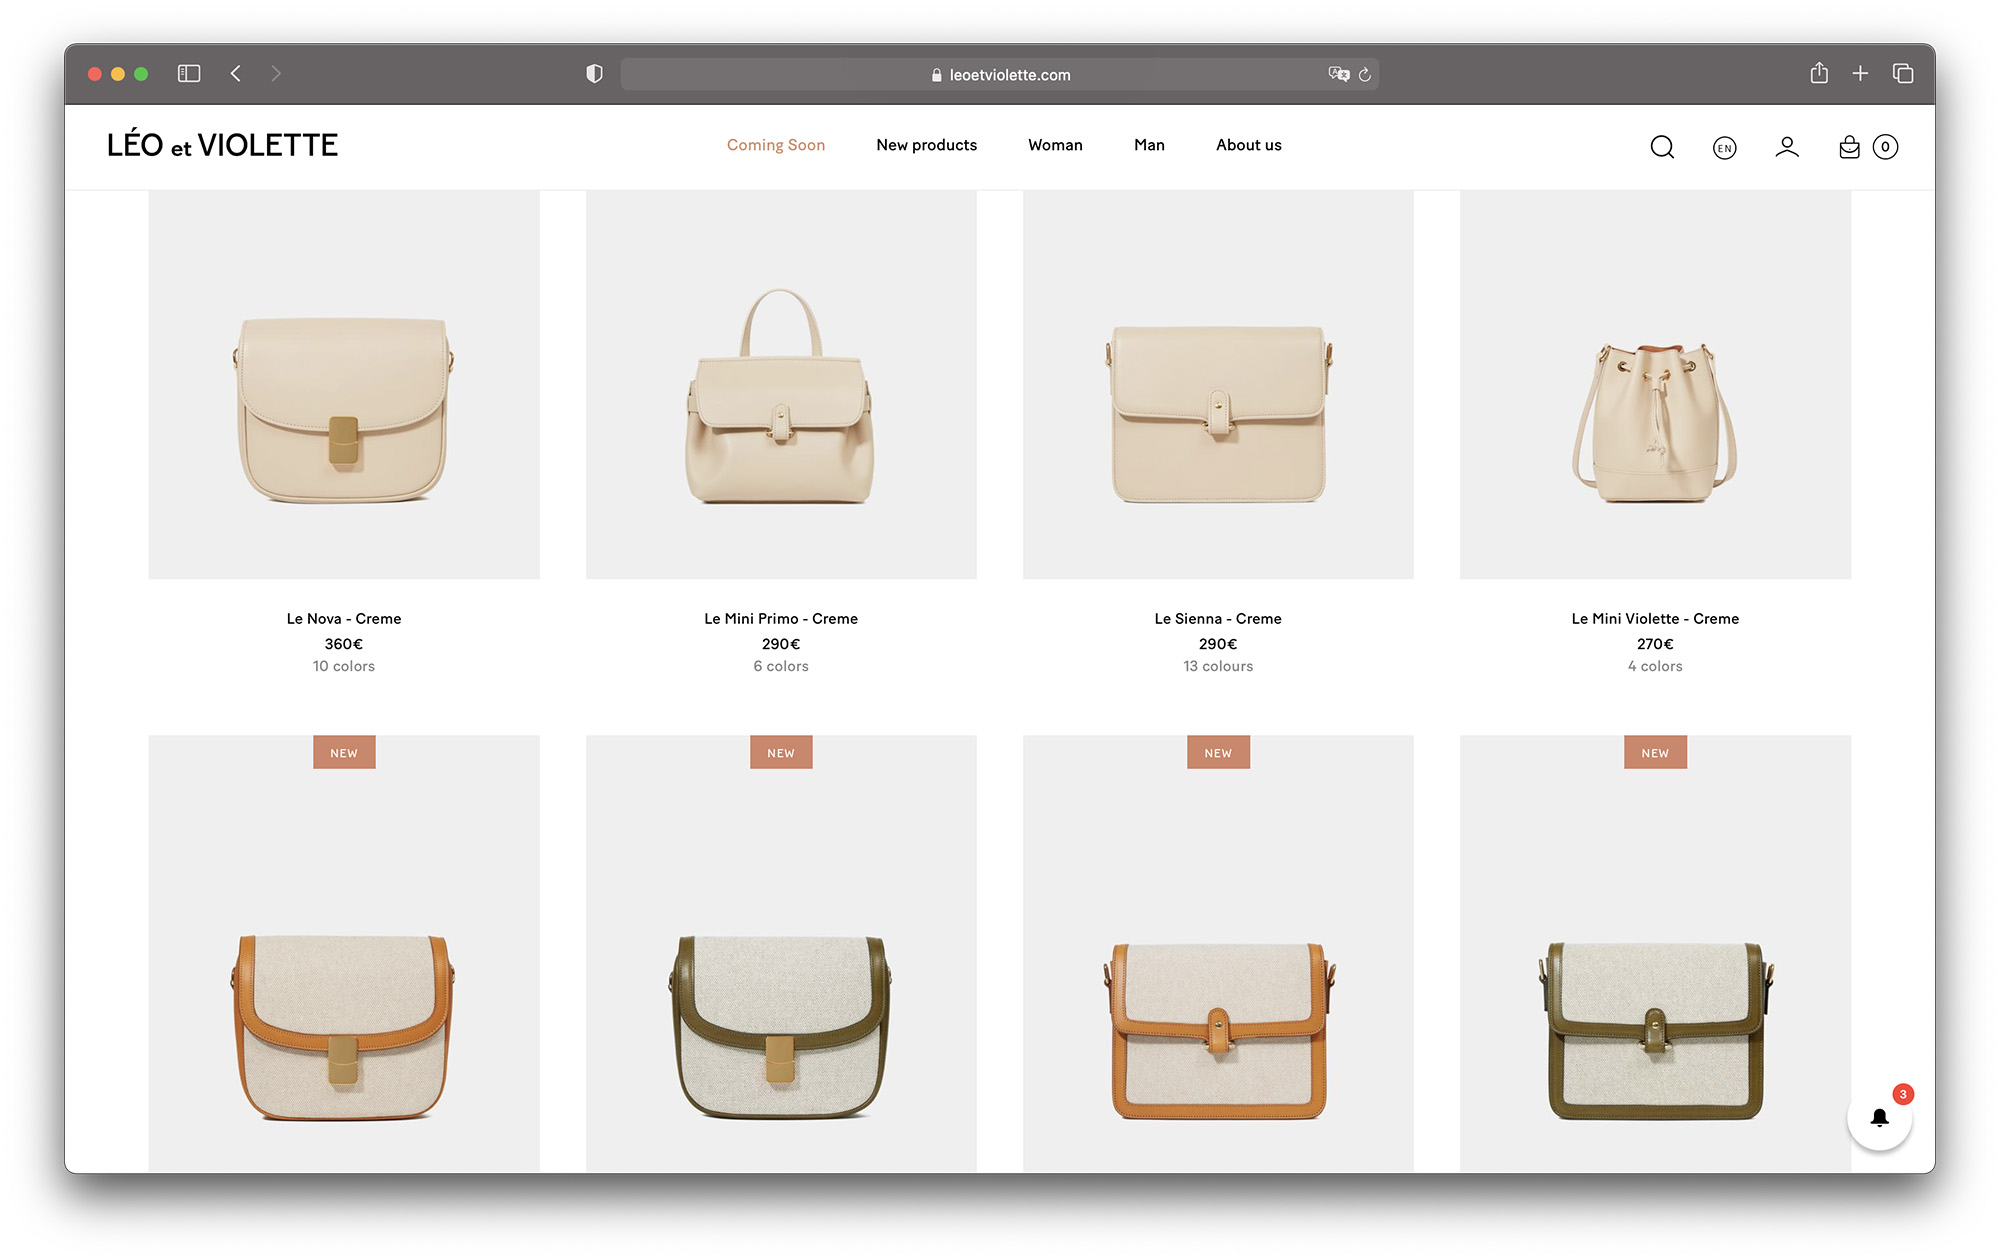 leoetviolette.com
LÉO et VIOLETTE
Coming Soon
New products
Woman
Man
About us
EN
0
Le Nova - Creme
360€
10 colors
Le Mini Primo - Creme
290€
6 colors
Le Sienna - Creme
290€
13 colours
Le Mini Violette - Creme
270€
4 colors
NEW
NEW
NEW
NEW
3